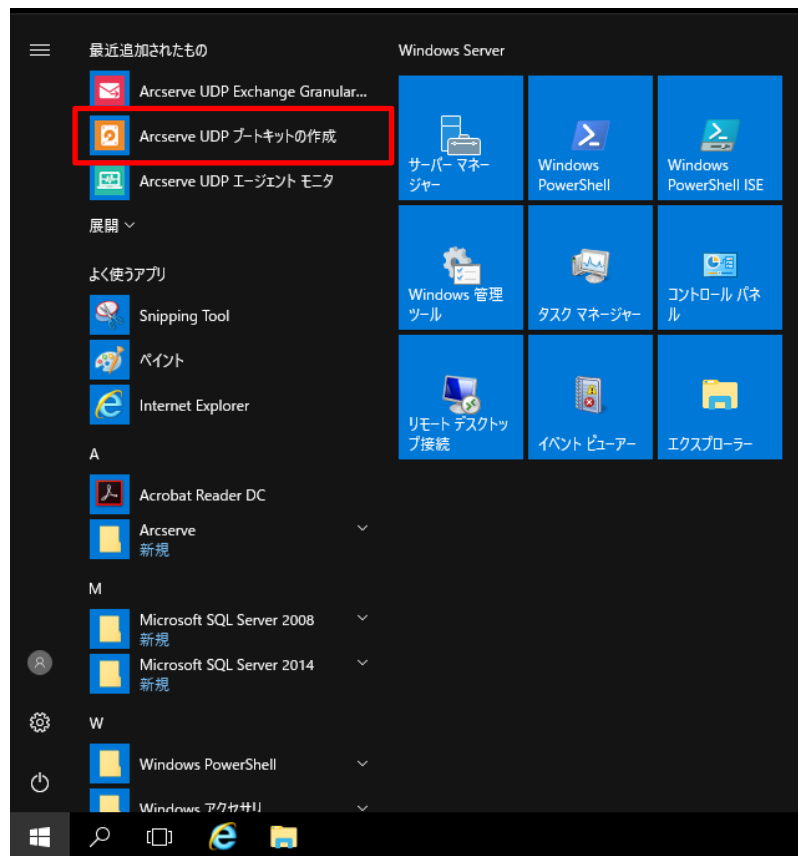 最近追加されたもの
Arcserve UDP Exchange Granular...
Arcserve UDP ブートキットの作成
Arcserve UDP エージェント モニタ
展開
よく使うアプリ
Snipping Tool
ペイント
Internet Explorer
A
Acrobat Reader DC
Arcserve
新規
M
Microsoft SQL Server 2008
新規
Microsoft SQL Server 2014
新規
W
Windows PowerShell
Windows アクセサリ
Windows Server
サーバー マネー
ジャー
Windows
PowerShell
Windows
PowerShell ISE
Windows 管理
ツール
タスク マネージャー
コントロール パネ
ル
リモート デスクトッ
プ接続
イベント ビューアー
エクスプローラー